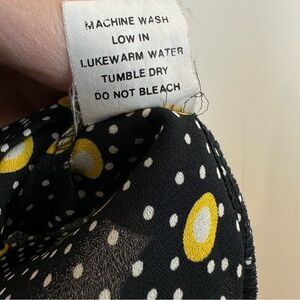 MACHINE WASH
LOW IN
LUKEWARM WATER
TUMBLE DRY
DO NOT BLEACH